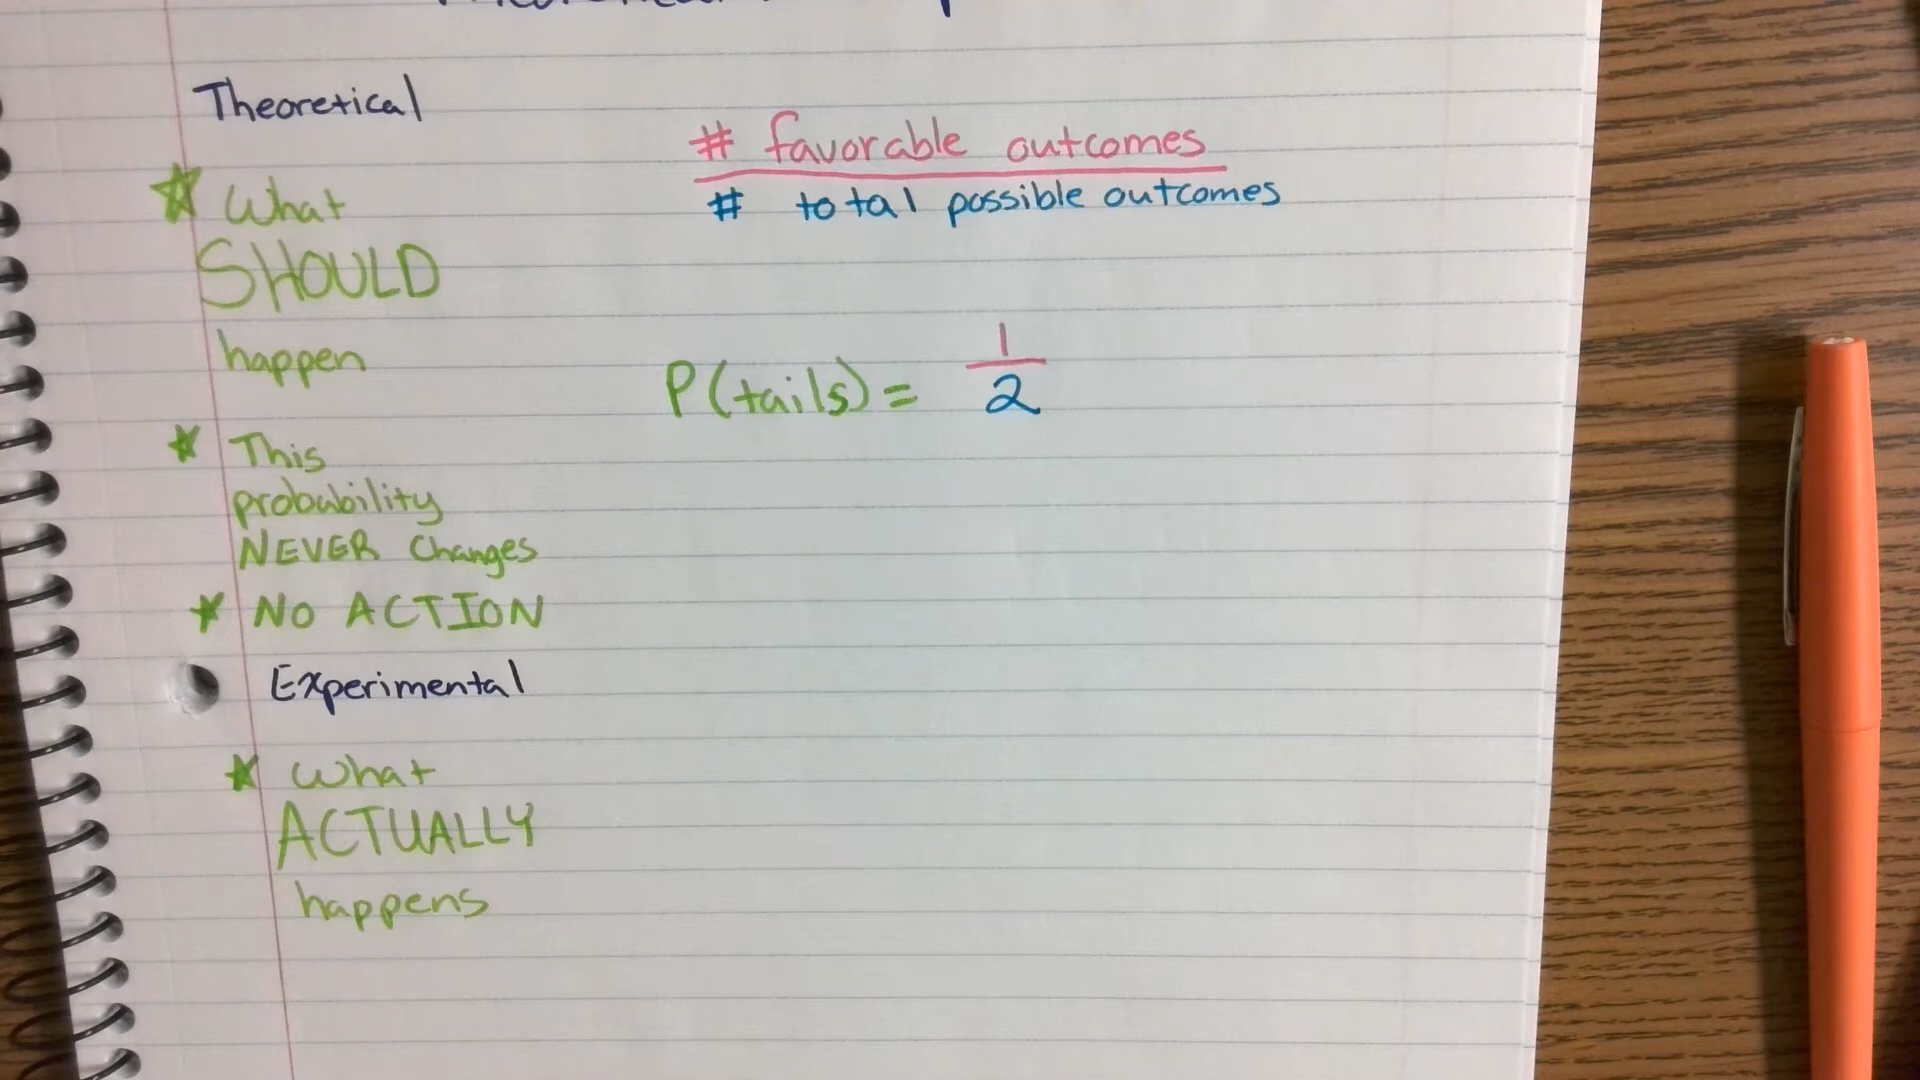 Theoretical
# favorable outcomes
# total possible outcomes
What
SHOULD
happen
P(tails) = 1/2
This
probability
NEVER changes
NO ACTION
Experimental
What
ACTUALLY
happens